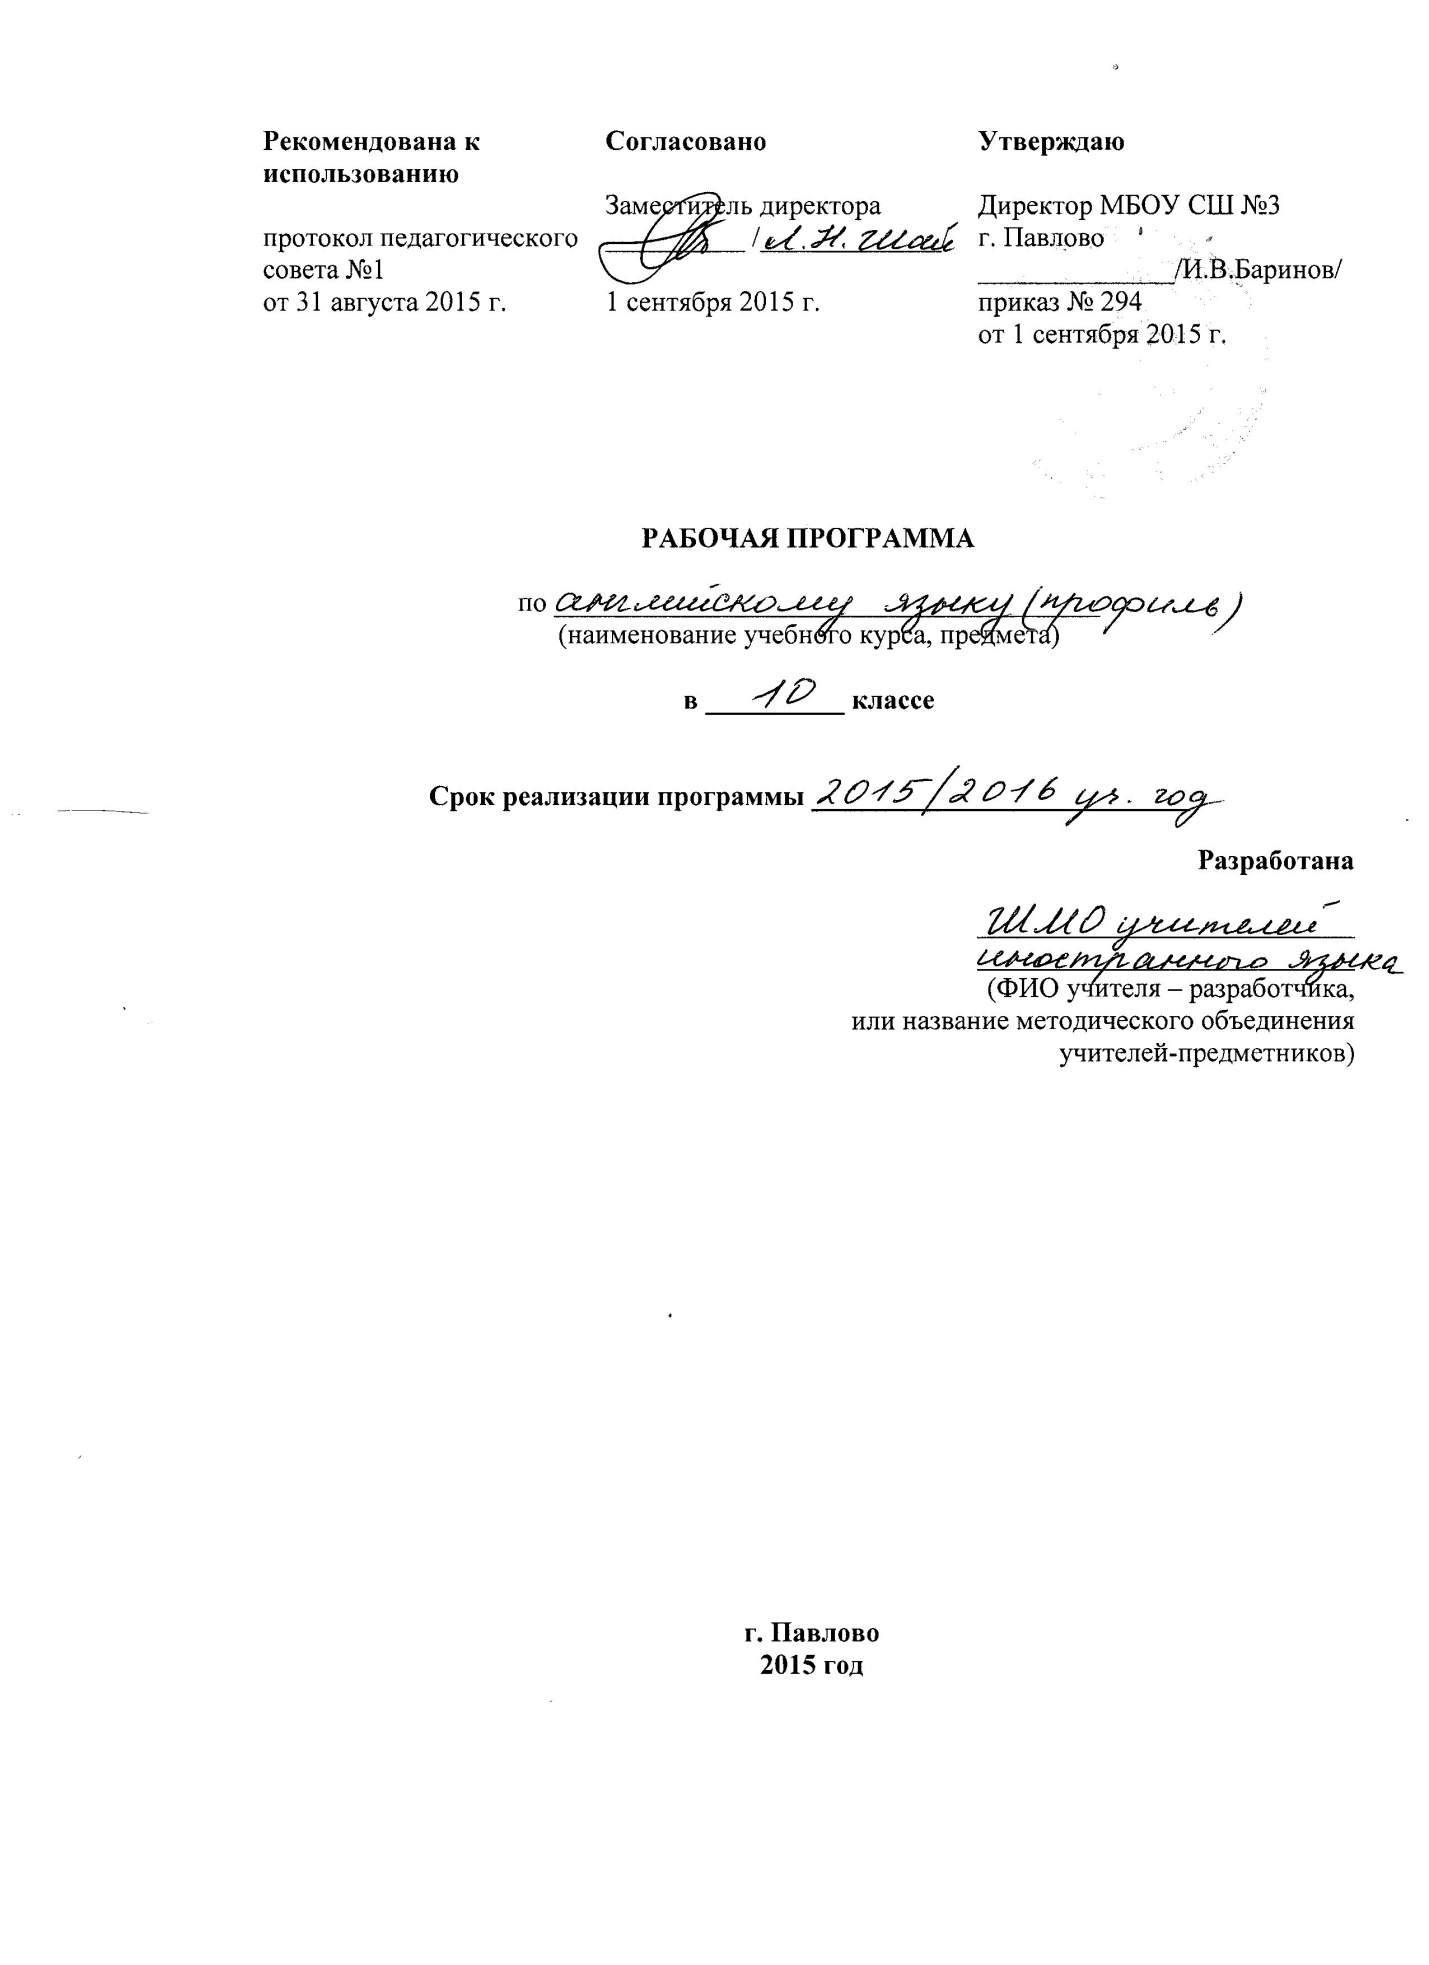 Рекомендована к
использованию
протокол педагогического
совета №1
от 31 августа 2015 г.
Согласовано
Заместитель директора
/ Л.Н. Шай
1 сентября 2015 г.
Утверждаю
Директор МБОУ СШ №3
г. Павлово
/И.В.Баринов/
приказ № 294
от 1 сентября 2015 г.
РАБОЧАЯ ПРОГРАММА
по английскому языку (профиль)
(наименование учебного курса, предмета)
в 10 классе
Срок реализации программы 2015/2016 уч. год
Разработана
ШМО учителей
иностранного языка
(ФИО учителя – разработчика,
или название методического объединения
учителей-предметников)
г. Павлово
2015 год